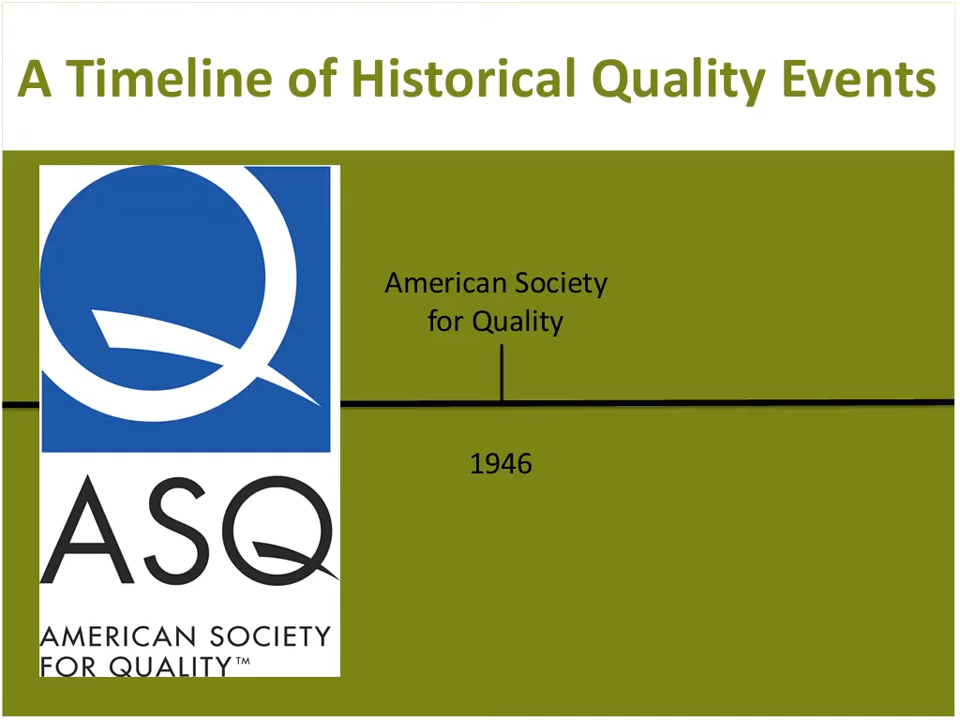 A Timeline of Historical Quality Events
ASQ
AMERICAN SOCIETY
FOR QUALITY™
American Society
for Quality
1946